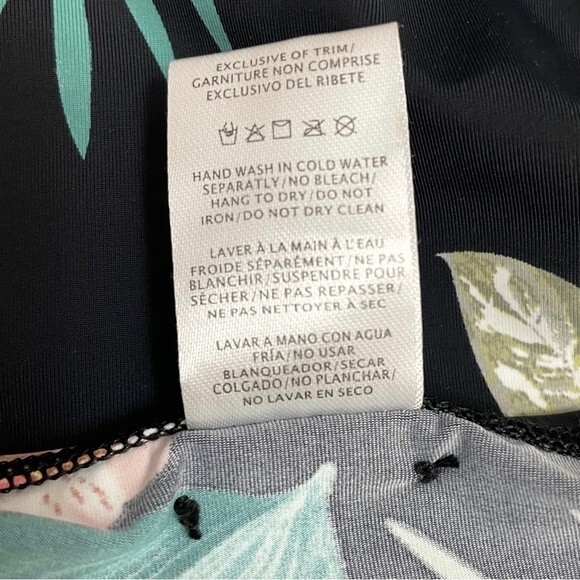 EXCLUSIVE OF TRIM/
GARNITURE NON COMPRISE
EXCLUSIVO DEL RIBETE
HAND WASH IN COLD WATER
SEPARATLY/NO BLEACH/
HANG TO DRY/DO NOT
IRON/DO NOT DRY CLEAN
LAVER À LA MAIN À L'EAU
FROIDE SÉPARÉMENT/NE PAS
BLANCHIR/SUSPENDRE POUR
SÉCHER/NE PAS REPASSER/
NE PAS NETTOYER À SEC
LAVAR A MANO CON AGUA
FRÍA/NO USAR
BLANQUEADOR/SECAR
COLGADO/NO PLANCHAR/
NO LAVAR EN SECO